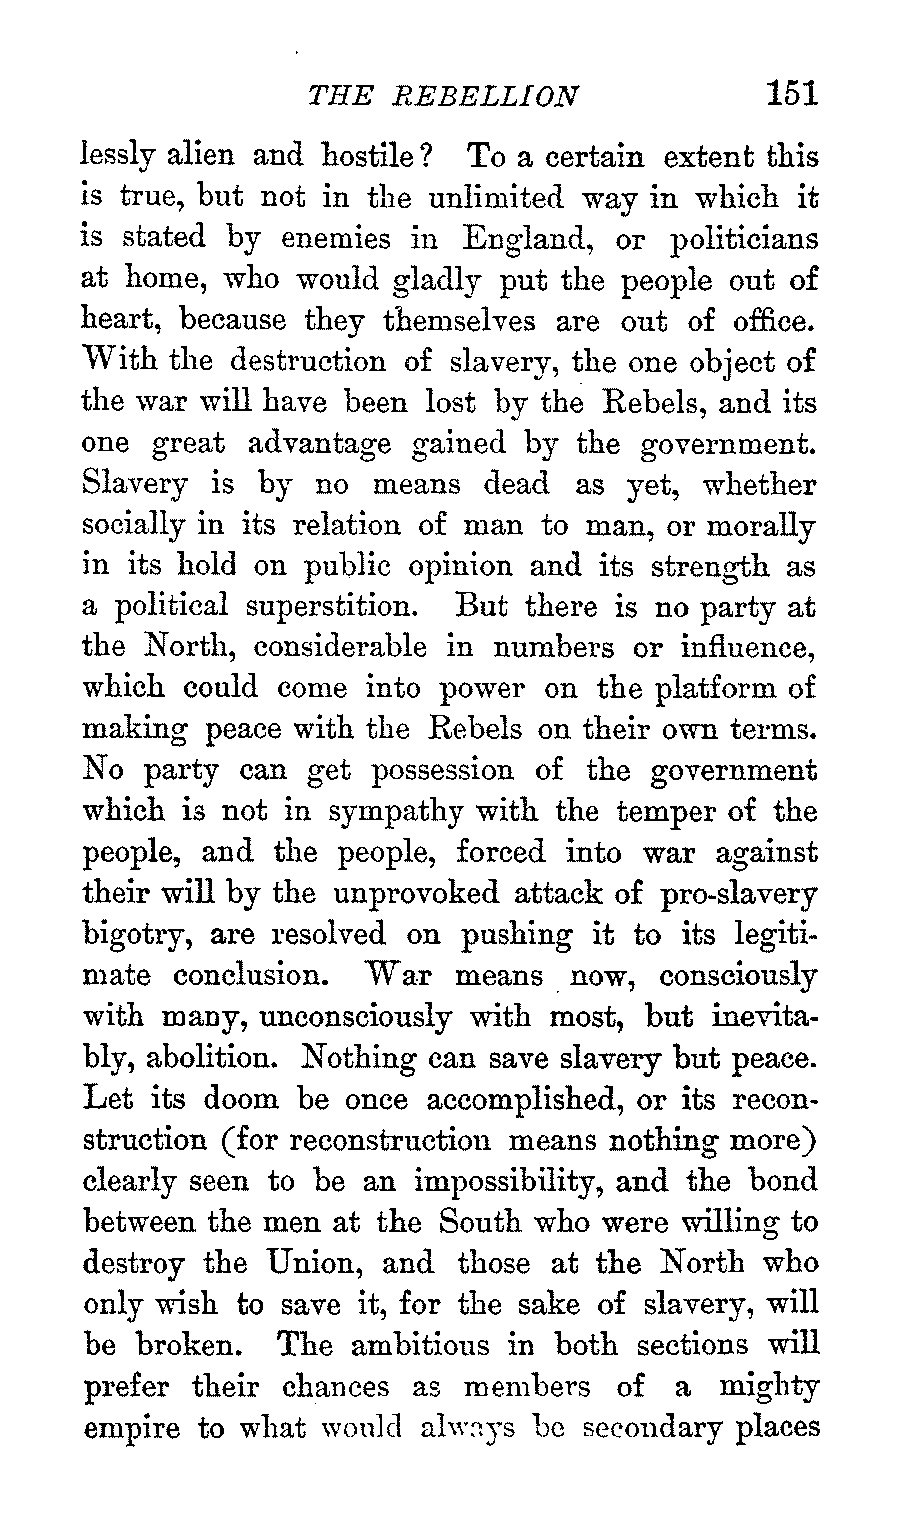 THE REBELLION 151
lessly alien and hostile? To a certain extent this
is true, but not in the unlimited way in which it
is stated by enemies in England, or politicians
at home, who would gladly put the people out of
heart, because they themselves are out of office.
With the destruction of slavery, the one object of
the war will have been lost by the Rebels, and its
one great advantage gained by the government.
Slavery is by no means dead as yet, whether
socially in its relation of man to man, or morally
in its hold on public opinion and its strength as
a political superstition. But there is no party at
the North, considerable in numbers or influence,
which could come into power on the platform of
making peace with the Rebels on their own terms.
No party can get possession of the government
which is not in sympathy with the temper of the
people, and the people, forced into war against
their will by the unprovoked attack of pro-slavery
bigotry, are resolved on pushing it to its legiti-
mate conclusion. War means now, consciously
with many, unconsciously with most, but inevita-
bly, abolition. Nothing can save slavery but peace.
Let its doom be once accomplished, or its recon-
struction (for reconstruction means nothing more)
clearly seen to be an impossibility, and the bond
between the men at the South who were willing to
destroy the Union, and those at the North who
only wish to save it, for the sake of slavery, will
be broken. The ambitious in both sections will
prefer their chances as members of a mighty
empire to what would always be secondary places